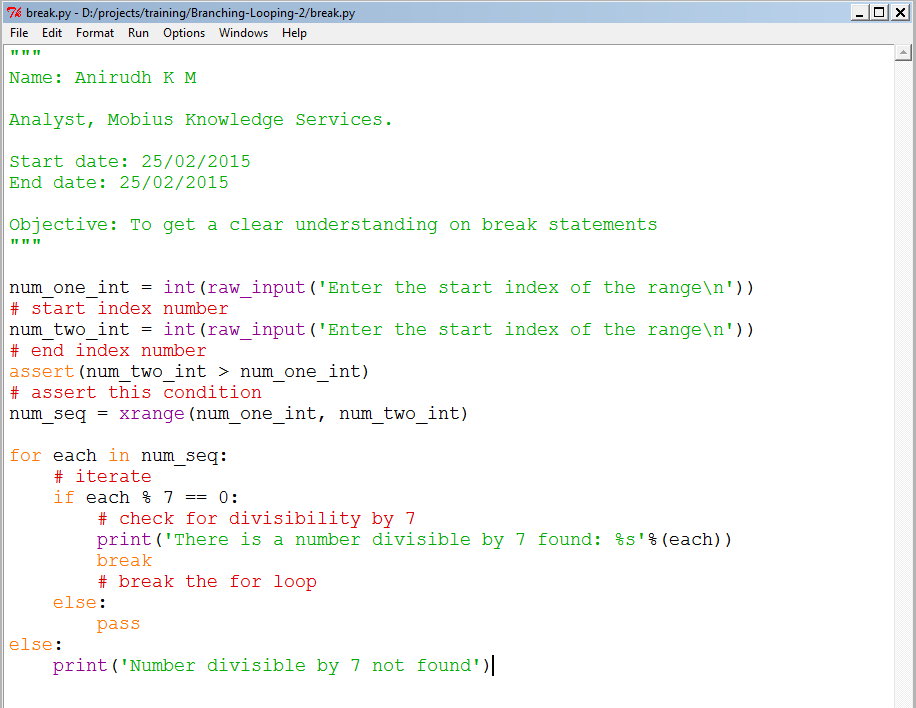 break.py - D:/projects/training/Branching-Looping-2/break.py
File Edit Format Run Options Windows Help
"""
Name: Anirudh K M
Analyst, Mobius Knowledge Services.
Start date: 25/02/2015
End date: 25/02/2015
Objective: To get a clear understanding on break statements
"""
num_one_int = int(raw_input('Enter the start index of the range\n'))
# start index number
num_two_int = int(raw_input('Enter the start index of the range\n'))
# end index number
assert(num_two_int > num_one_int)
# assert this condition
num_seq = xrange(num_one_int, num_two_int)
for each in num_seq:
    # iterate
    if each % 7 == 0:
        # check for divisibility by 7
        print('There is a number divisible by 7 found: %s'%(each))
        break
        # break the for loop
    else:
        pass
else:
    print('Number divisible by 7 not found')